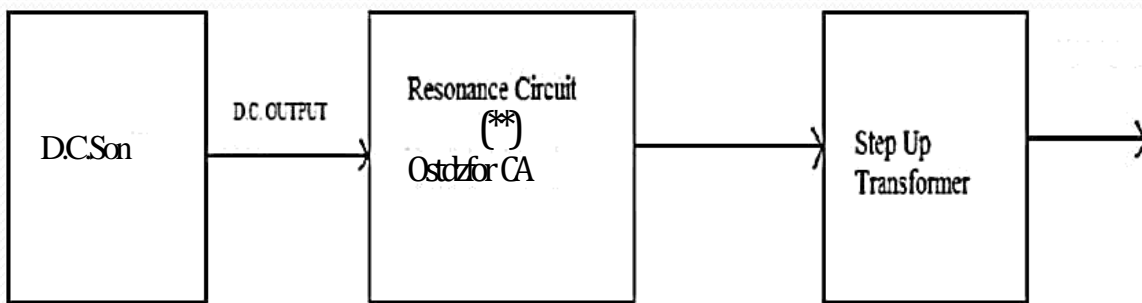 D.C.Son
D.C. OUTPUT
Resonance Circuit
(**)
Ostdzfor CA
Step Up
Transformer